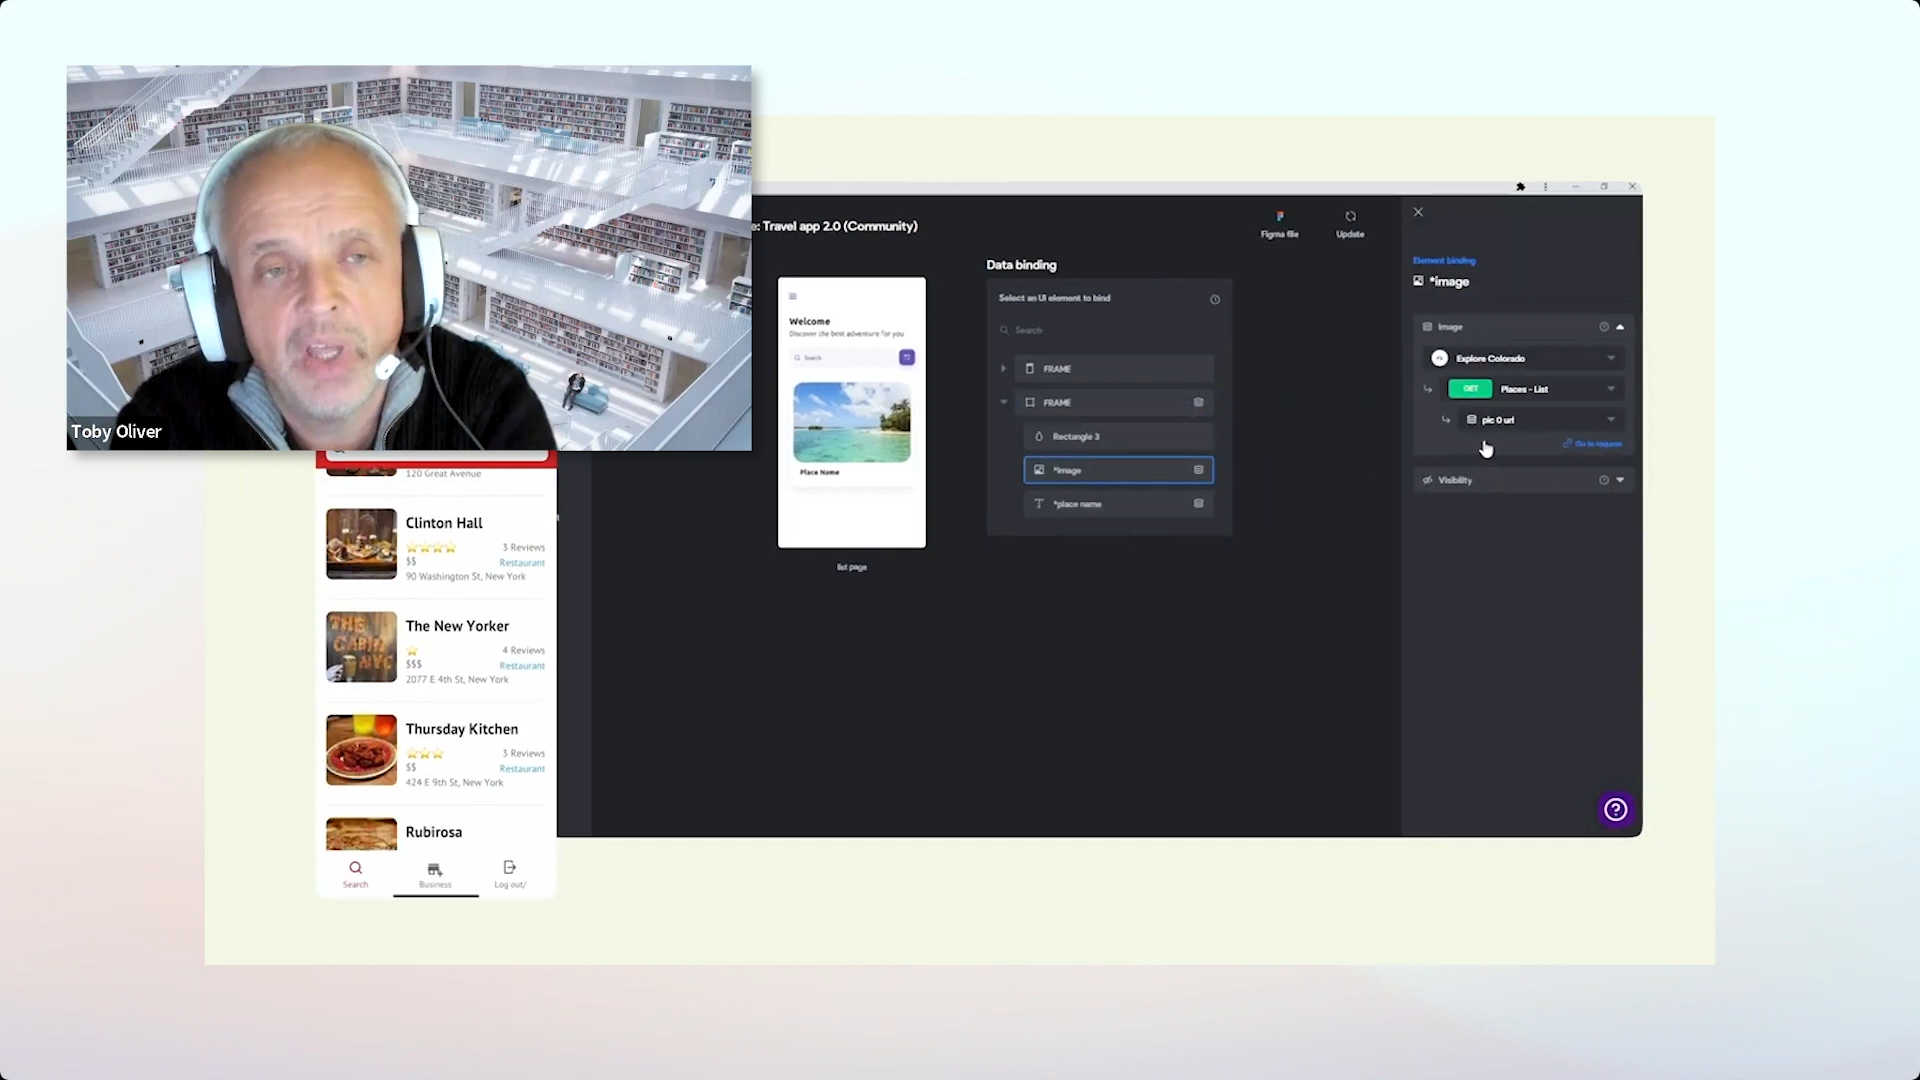 Toby Oliver
e: Travel app 2.0 (Community)
Figma file
Update
Welcome
Discover the best adventure for you
Search
Place Name
list page
Data binding
Select an UI element to bind
Search
FRAME
FRAME
Rectangle 3
*image
*place name
Element binding
*image
Image
Explore Colorado
GET
Places - List
pic 0 url
Go to request
Visibility
120 Great Avenue
Clinton Hall
3 Reviews
$$
Restaurant
90 Washington St, New York
The New Yorker
4 Reviews
$$$
Restaurant
2077 E 4th St, New York
Thursday Kitchen
3 Reviews
$$
Restaurant
424 E 9th St, New York
Rubirosa
Search
Business
Log out/
THE
CABIN
NYC